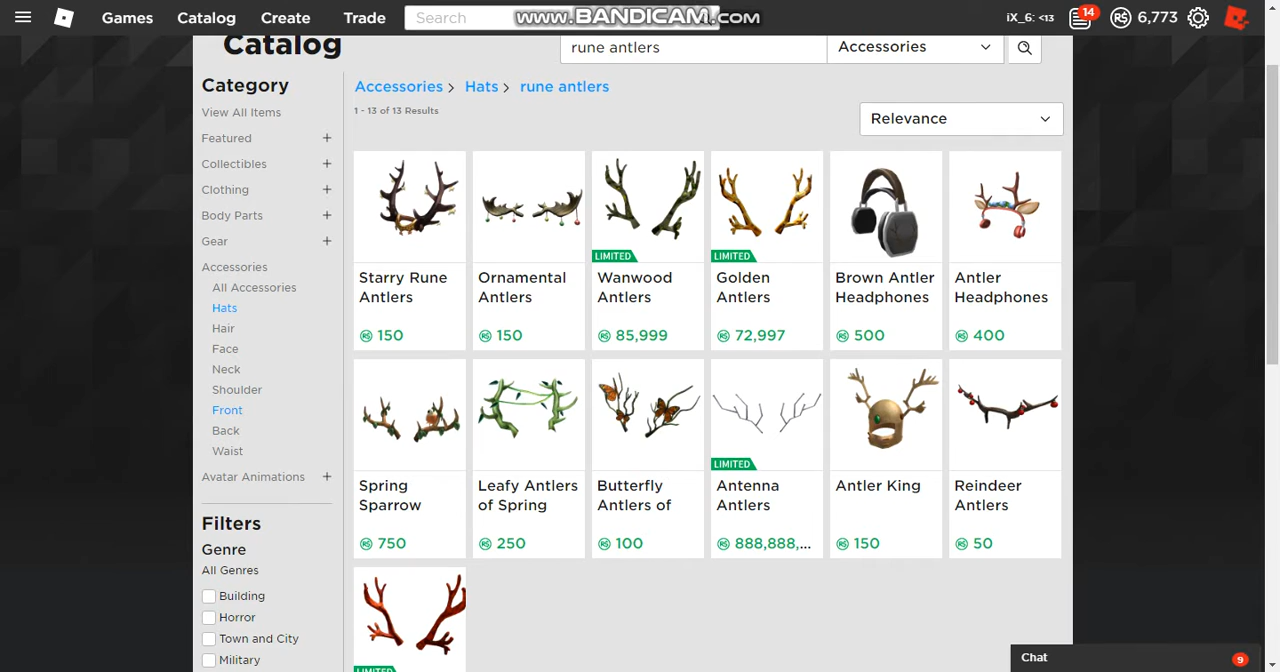 Games Catalog Create Trade Search www.BANDICAM.COM iX_6: <13 14 6,773
Catalog rune antlers Accessories
Category
View All Items
Featured +
Collectibles +
Clothing +
Body Parts +
Gear +
Accessories
All Accessories
Hats
Hair
Face
Neck
Shoulder
Front
Back
Waist
Avatar Animations +
Filters
Genre
All Genres
Building
Horror
Town and City
Military
Accessories > Hats > rune antlers
1 - 13 of 13 Results
Relevance
Starry Rune
Antlers
150
Ornamental
Antlers
150
LIMITED
Wanwood
Antlers
85,999
LIMITED
Golden
Antlers
72,997
Brown Antler
Headphones
500
Antler
Headphones
400
Spring
Sparrow
750
Leafy Antlers
of Spring
250
Butterfly
Antlers of
100
LIMITED
Antenna
Antlers
888,888,...
Antler King
150
Reindeer
Antlers
50
LIMITED
Chat 9